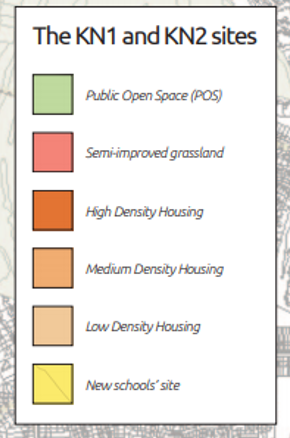 The KN1 and KN2 sites
Public Open Space (POS)
Semi-improved grassland
High Density Housing
Medium Density Housing
Low Density Housing
New schools' site